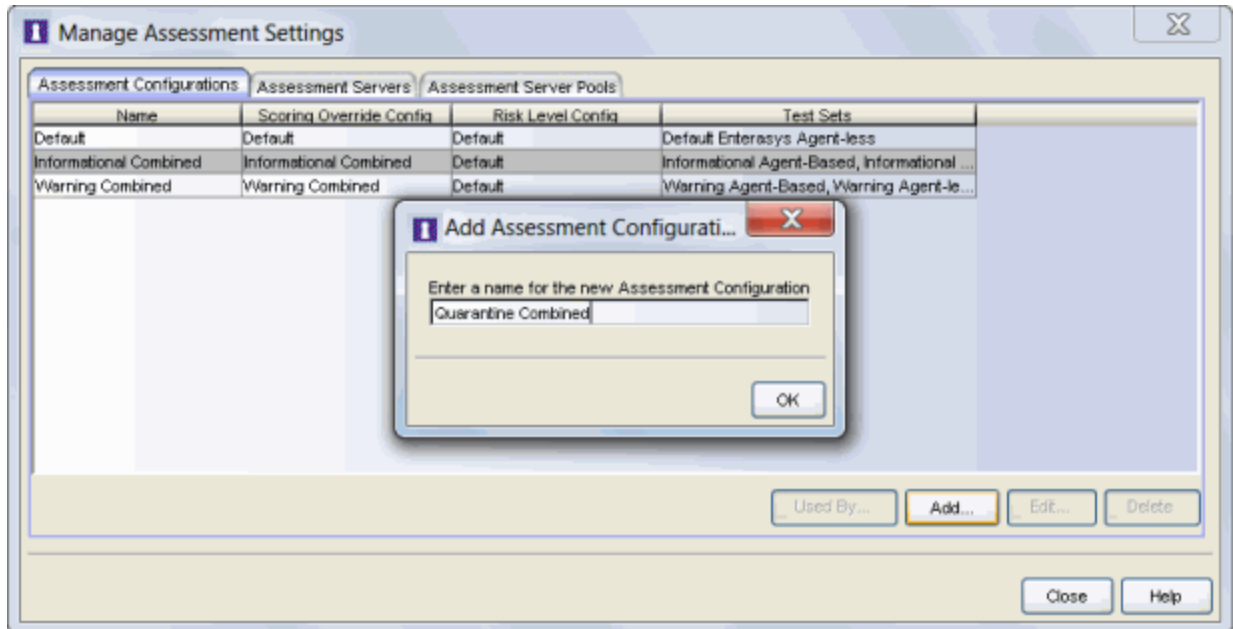 Manage Assessment Settings
Assessment Configurations Assessment Servers Assessment Server Pools
Name Scoring Override Config Risk Level Config Test Sets
Default Default Default Default Enterasys Agent-less
Informational Combined Informational Combined Default Informational Agent-Based, Informational ...
Warning Combined Warning Combined Default Warning Agent-Based, Warning Agent-le...
Add Assessment Configurati...
Enter a name for the new Assessment Configuration
Quarantine Combined
OK
Used By... Add... Edit... Delete
Close Help